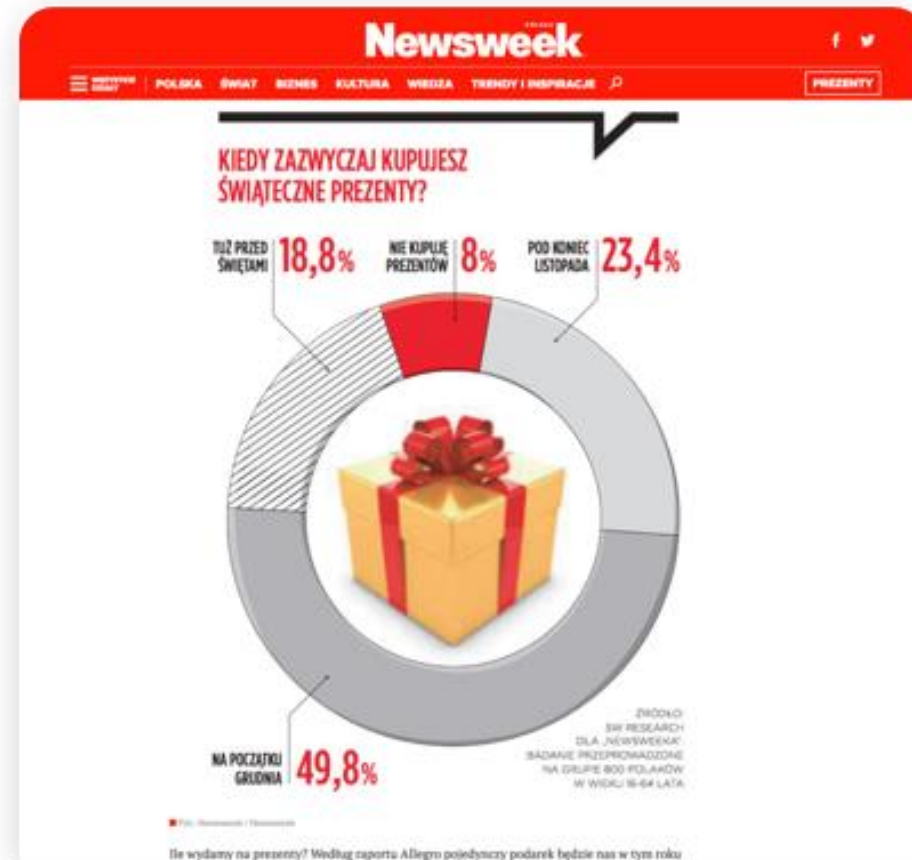 POLSKA
Newsweek
POLSKA ŚWIAT BIZNES KULTURA WIEDZA TRENDY I INSPIRACJE PREZENTY
KIEDY ZAZWYCZAJ KUPUJESZ
ŚWIĄTECZNE PREZENTY?
TUŻ PRZED
ŚWIĘTAMI 18,8%
NIE KUPUJĘ
PREZENTÓW 8%
POD KONIEC
LISTOPADA 23,4%
NA POCZĄTKU
GRUDNIA 49,8%
ŹRÓDŁO:
SW RESEARCH
DLA „NEWSWEEKA".
BADANIE PRZEPROWADZONE
NA GRUPIE 800 POLAKÓW
W WIEKU 16-64 LATA
Ile wydamy na prezenty? Według raportu Allegro pojedynczy podarek będzie nas w tym roku